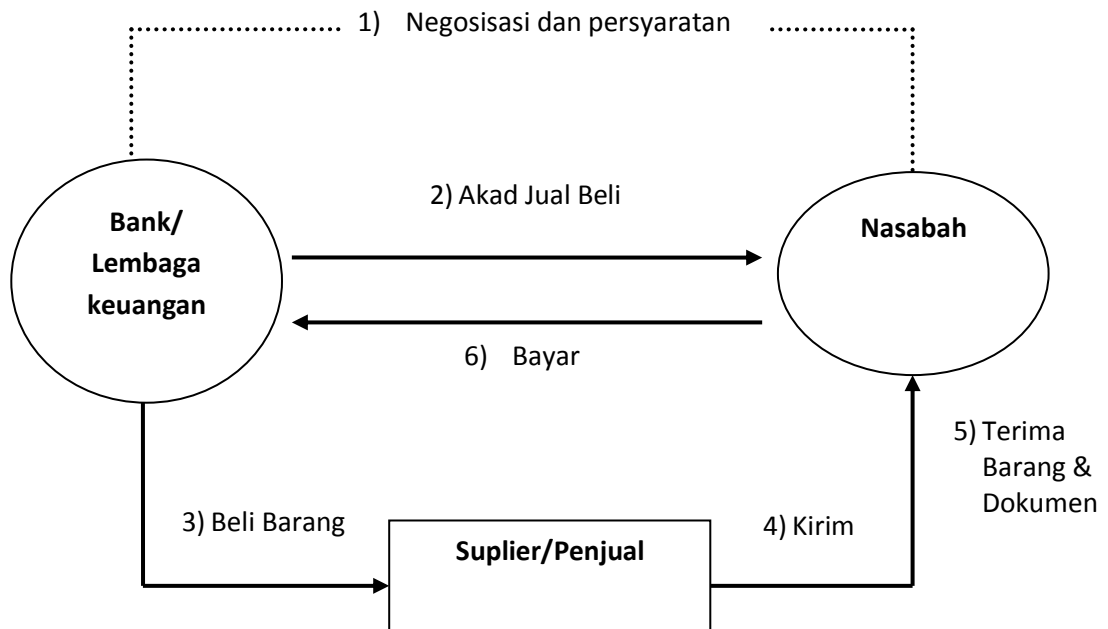 1) Negosisasi dan persyaratan
Bank/
Lembaga
keuangan
2) Akad Jual Beli
Nasabah
6) Bayar
5) Terima
Barang &
Dokumen
3) Beli Barang
Suplier/Penjual
4) Kirim